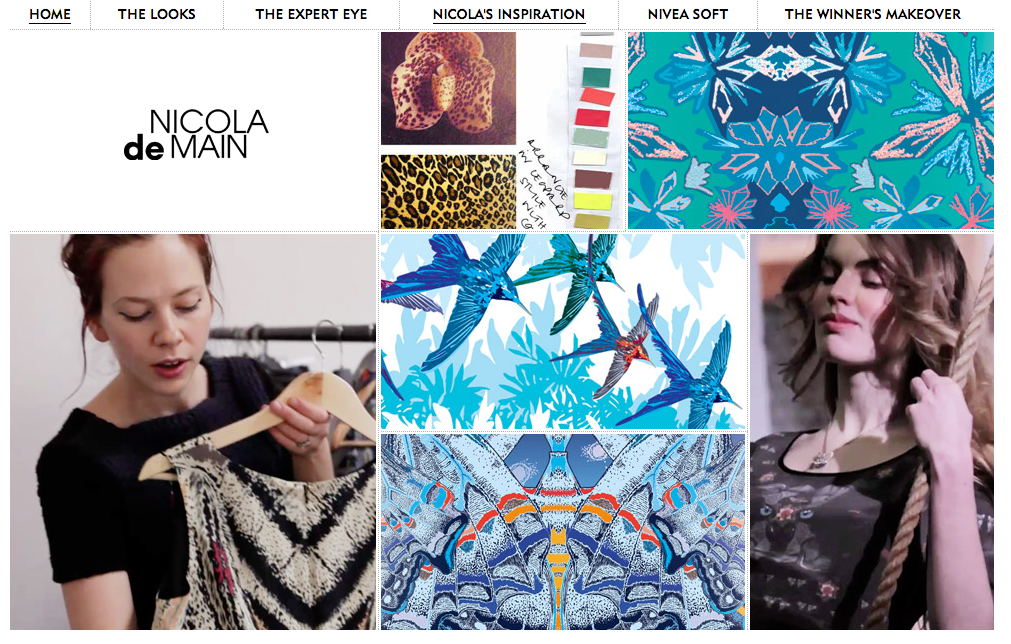 HOME
THE LOOKS
THE EXPERT EYE
NICOLA'S INSPIRATION
NIVEA SOFT
THE WINNER'S MAKEOVER
NICOLA
de MAIN
ARRANGE
IN LEOPARD
STYLE
WITH